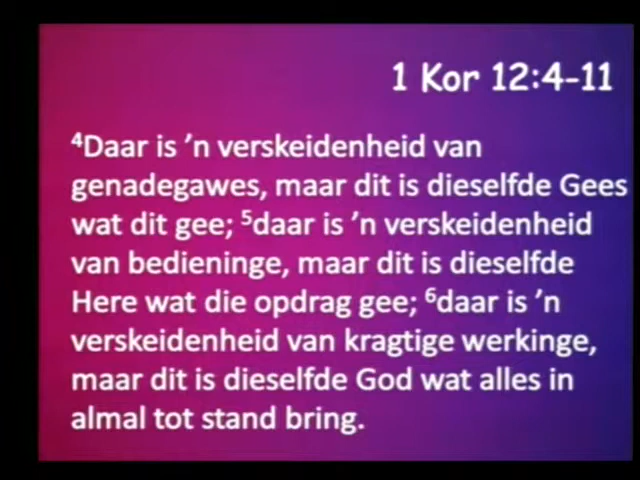 1 Kor 12:4-11
⁴Daar is ’n verskeidenheid van
genadegawes, maar dit is dieselfde Gees
wat dit gee; ⁵daar is ’n verskeidenheid
van bedieninge, maar dit is dieselfde
Here wat die opdrag gee; ⁶daar is ’n
verskeidenheid van kragtige werkinge,
maar dit is dieselfde God wat alles in
almal tot stand bring.